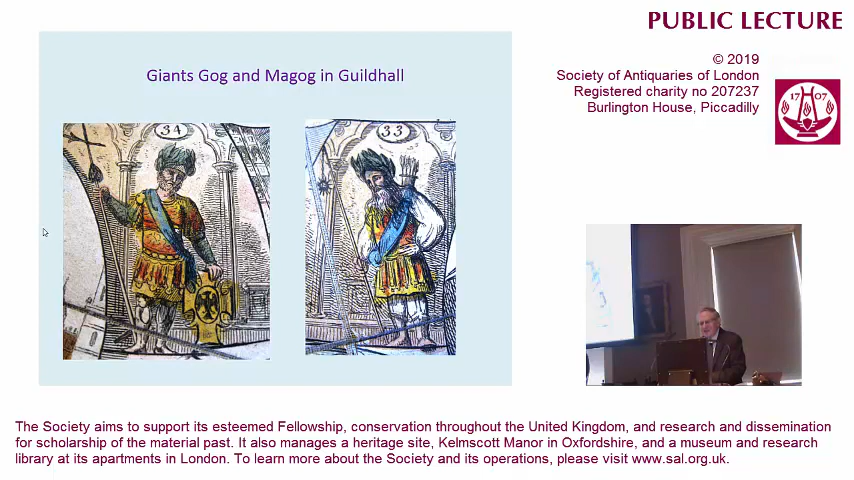 PUBLIC LECTURE
© 2019
Society of Antiquaries of London
Registered charity no 207237
Burlington House, Piccadilly
17 07
Giants Gog and Magog in Guildhall
34
33
The Society aims to support its esteemed Fellowship, conservation throughout the United Kingdom, and research and dissemination
for scholarship of the material past. It also manages a heritage site, Kelmscott Manor in Oxfordshire, and a museum and research
library at its apartments in London. To learn more about the Society and its operations, please visit www.sal.org.uk.